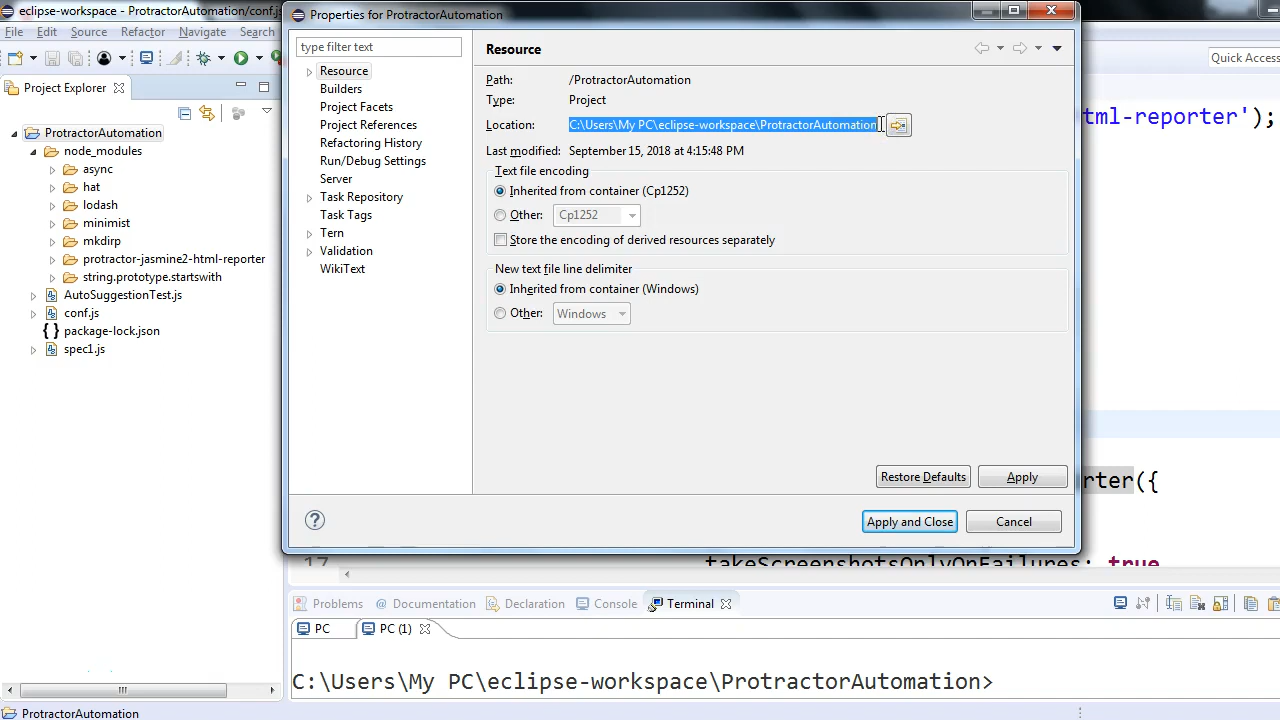 eclipse-workspace - ProtractorAutomation/conf.js
File Edit Source Refactor Navigate Search
Quick Access
Project Explorer
ProtractorAutomation
node_modules
async
hat
lodash
minimist
mkdirp
protractor-jasmine2-html-reporter
string.prototype.startswith
AutoSuggestionTest.js
conf.js
package-lock.json
spec1.js
Properties for ProtractorAutomation
type filter text
Resource
Builders
Project Facets
Project References
Refactoring History
Run/Debug Settings
Server
Task Repository
Task Tags
Tern
Validation
WikiText
Resource
Path: /ProtractorAutomation
Type: Project
Location: C:\Users\My PC\eclipse-workspace\ProtractorAutomation
Last modified: September 15, 2018 at 4:15:48 PM
Text file encoding
Inherited from container (Cp1252)
Other: Cp1252
Store the encoding of derived resources separately
New text file line delimiter
Inherited from container (Windows)
Other: Windows
Restore Defaults Apply
Apply and Close Cancel
tml-reporter');
rter({
17 takeScreenshotsOnlyOnFailures: true
Problems @ Documentation Declaration Console Terminal
PC PC (1)
C:\Users\My PC\eclipse-workspace\ProtractorAutomation>
ProtractorAutomation